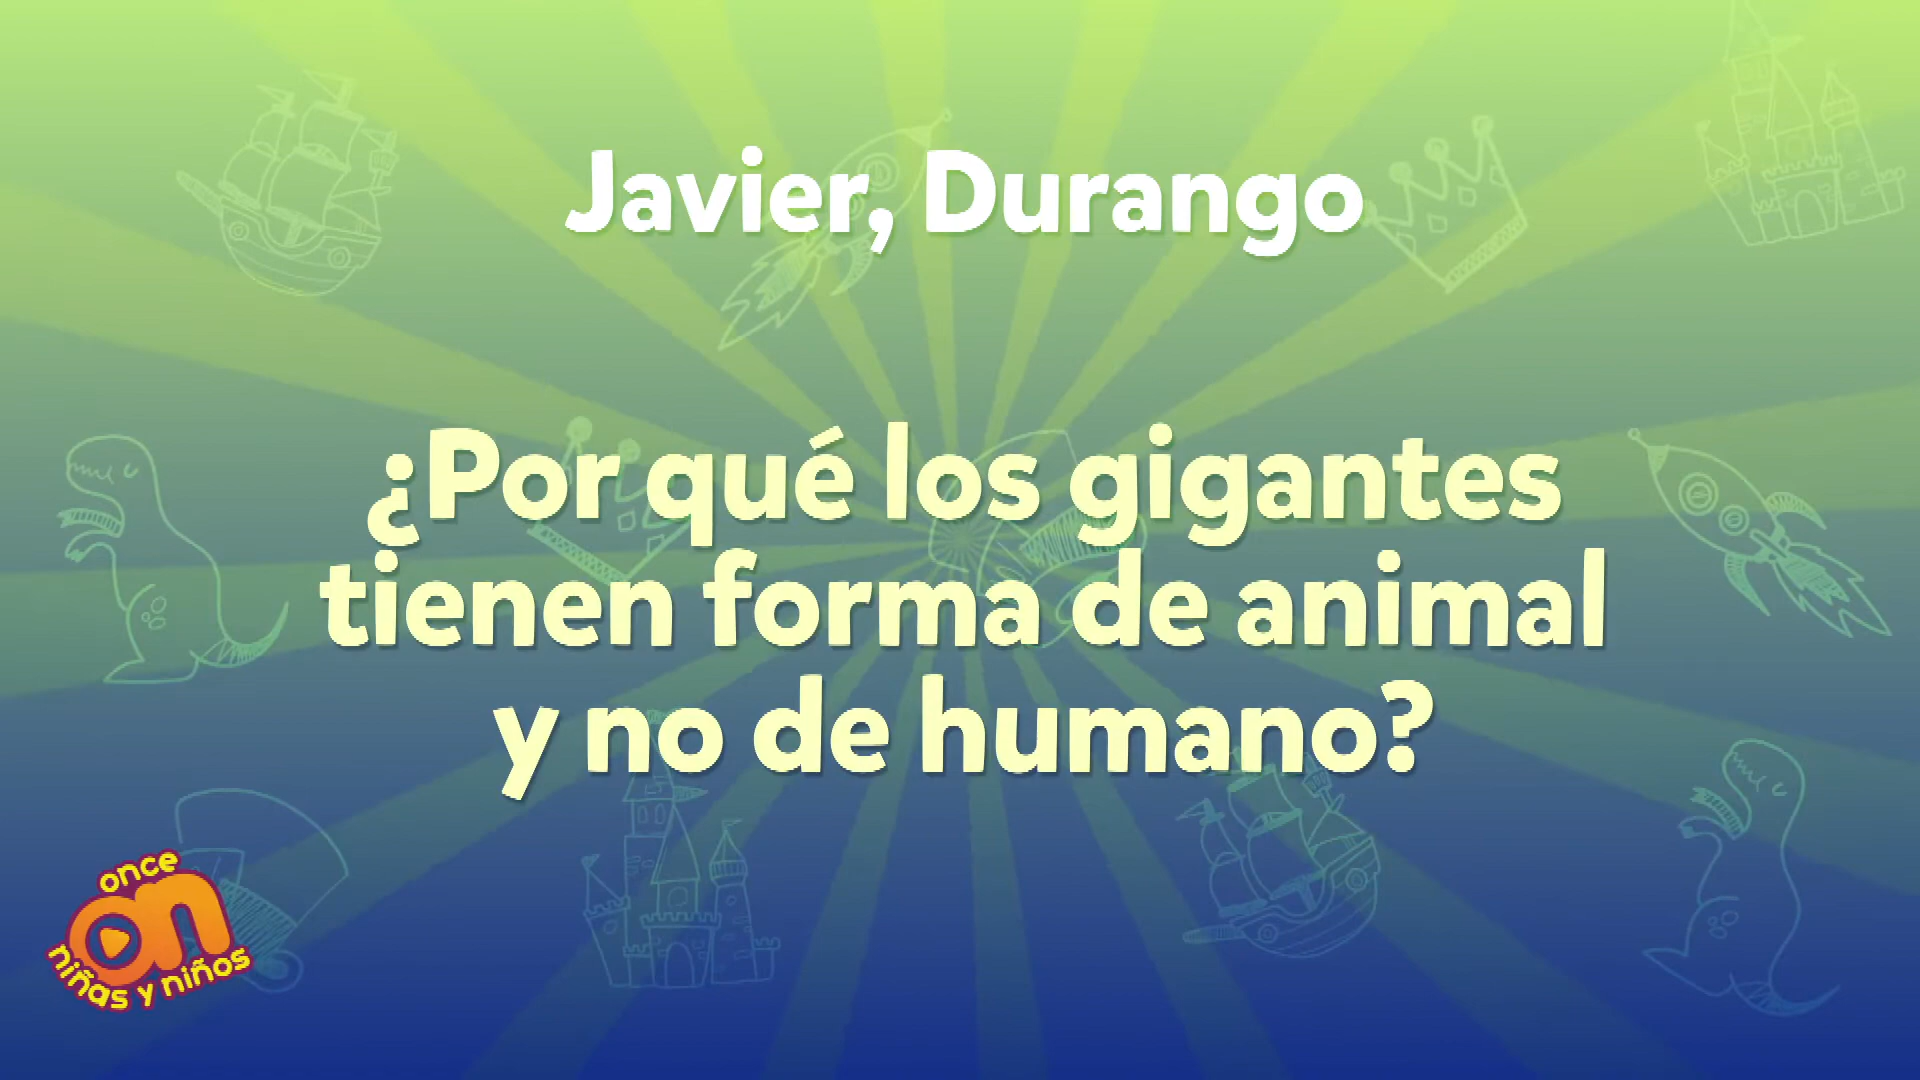 Javier, Durango
¿Por qué los gigantes
tienen forma de animal
y no de humano?
once
on
niñas y niños